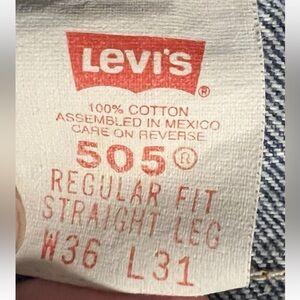 LEVI'S ®
100% COTTON
ASSEMBLED IN MEXICO
CARE ON REVERSE
505 ®
REGULAR FIT
STRAIGHT LEG
W36 L31